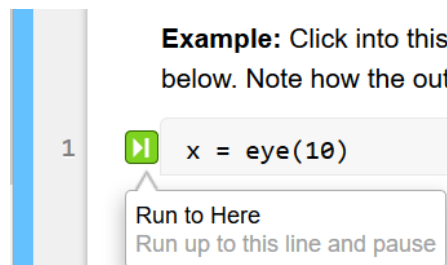 Example: Click into this
below. Note how the out
1 x = eye(10)
Run to Here
Run up to this line and pause